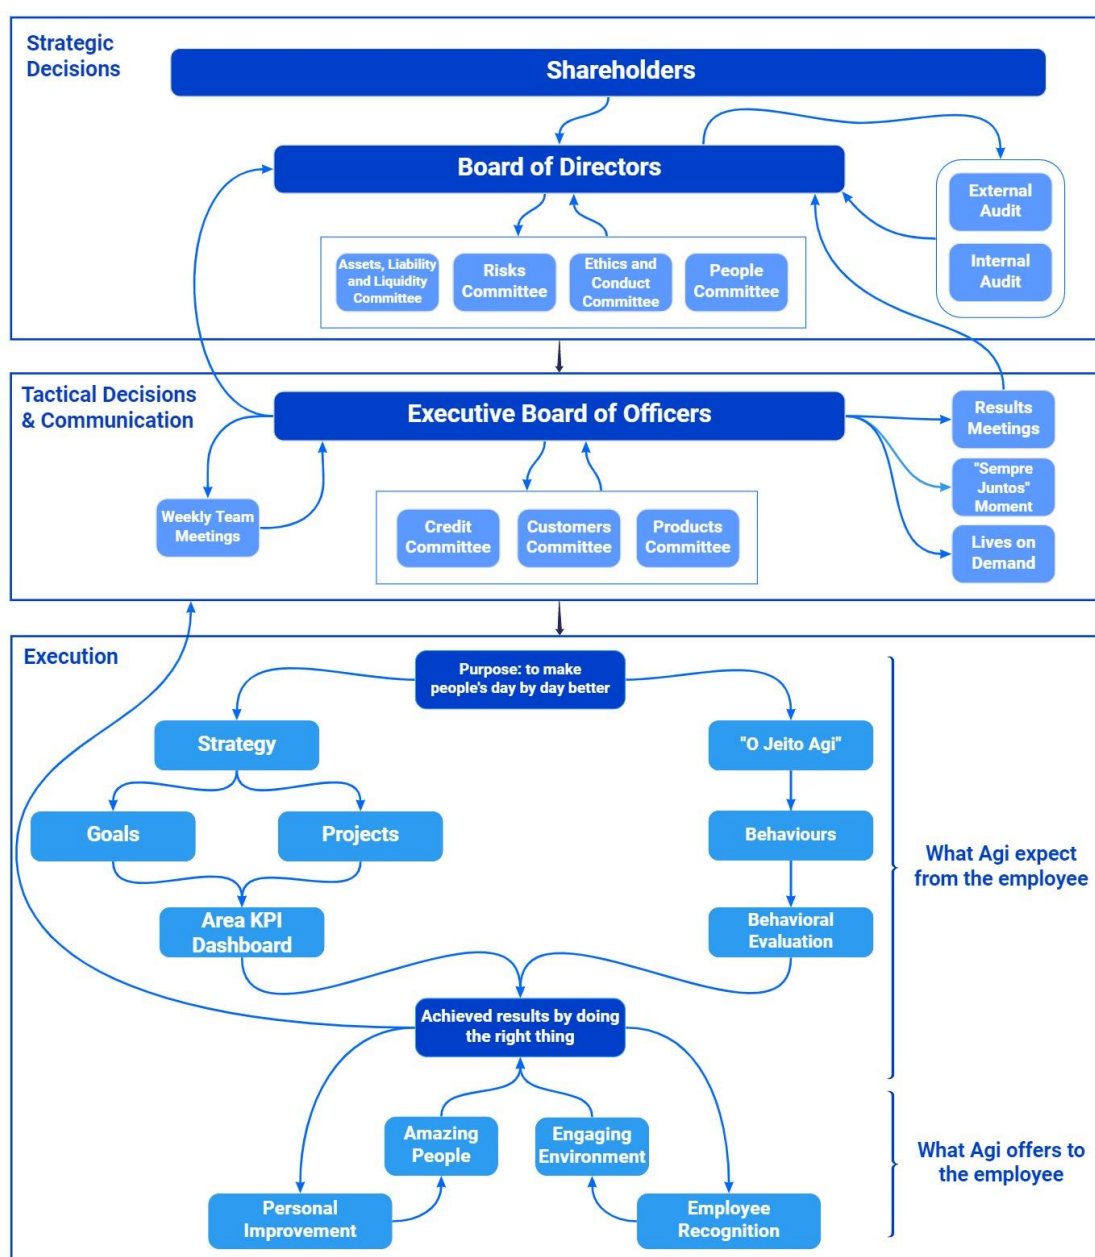 Strategic
Decisions
Shareholders
Board of Directors
External
Audit
Internal
Audit
Assets, Liability
and Liquidity
Committee
Risks
Committee
Ethics and
Conduct
Committee
People
Committee
Tactical Decisions
& Communication
Executive Board of Officers
Results
Meetings
"Sempre
Juntos"
Moment
Lives on
Demand
Weekly Team
Meetings
Credit
Committee
Customers
Committee
Products
Committee
Execution
Purpose: to make
people's day by day better
Strategy
"O Jeito Agi"
Goals
Projects
Behaviours
Area KPI
Dashboard
Behavioral
Evaluation
What Agi expect
from the employee
Achieved results by doing
the right thing
Amazing
People
Engaging
Environment
What Agi offers to
the employee
Personal
Improvement
Employee
Recognition